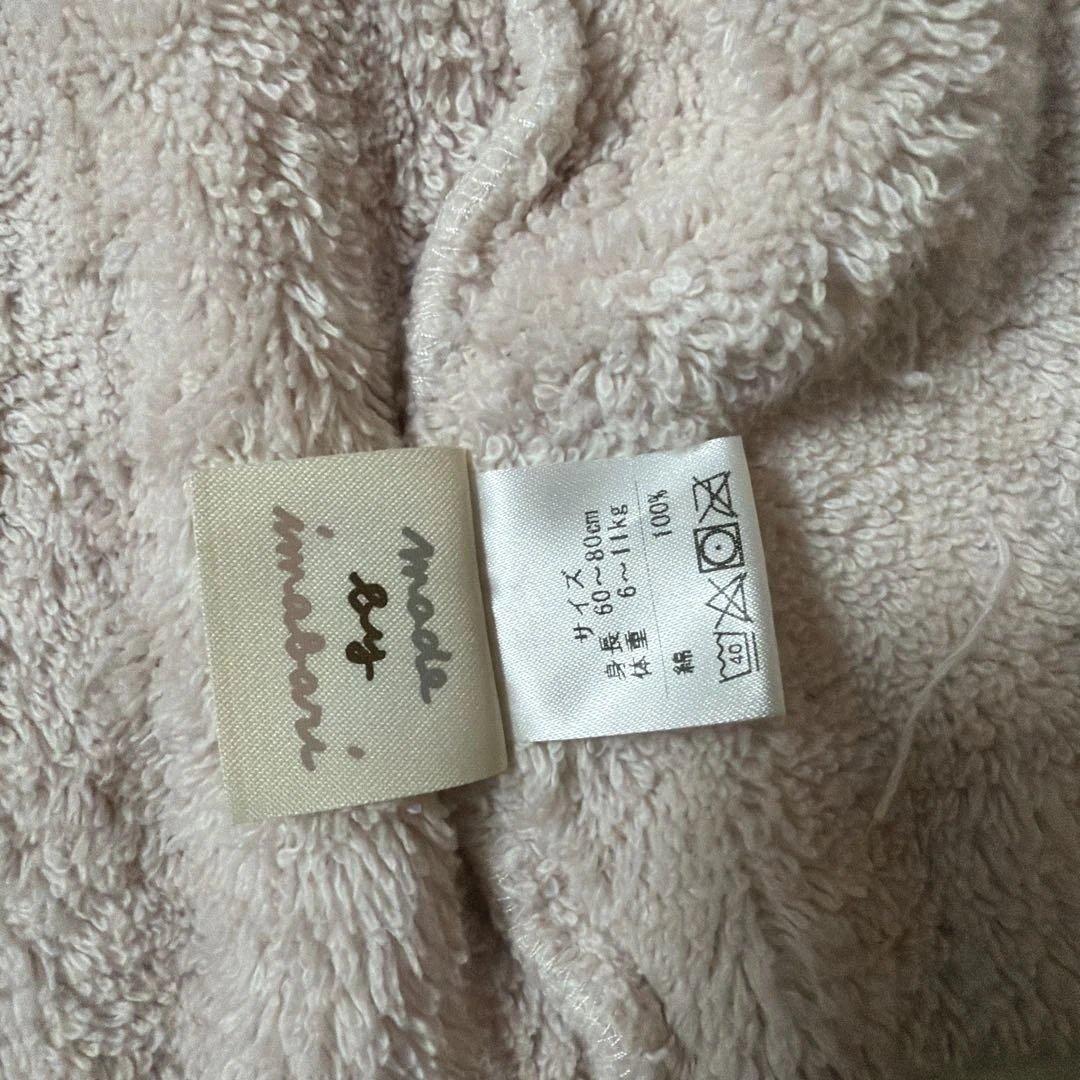 made
by
imabari
サイズ
身長 60～80cm
体重 6～11kg
綿 100%
40